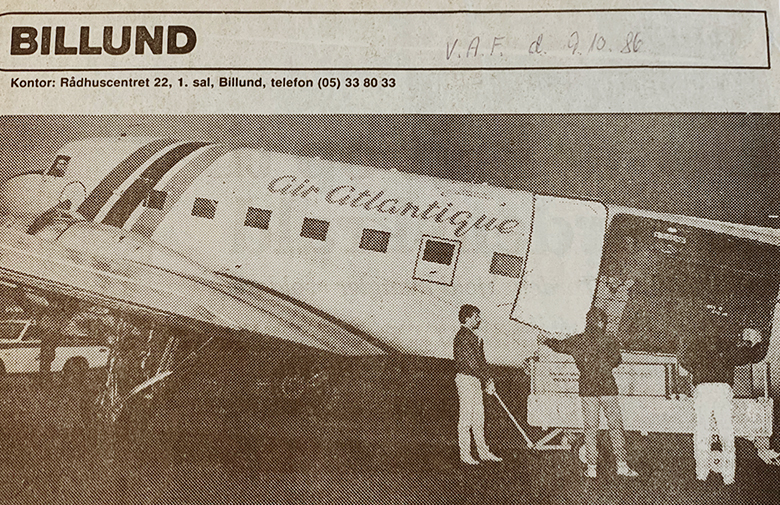 BILLUND
V.A.F. d. 9.10.86
Kontor: Rådhuscentret 22, 1. sal, Billund, telefon (05) 33 80 33
Air Atlantique